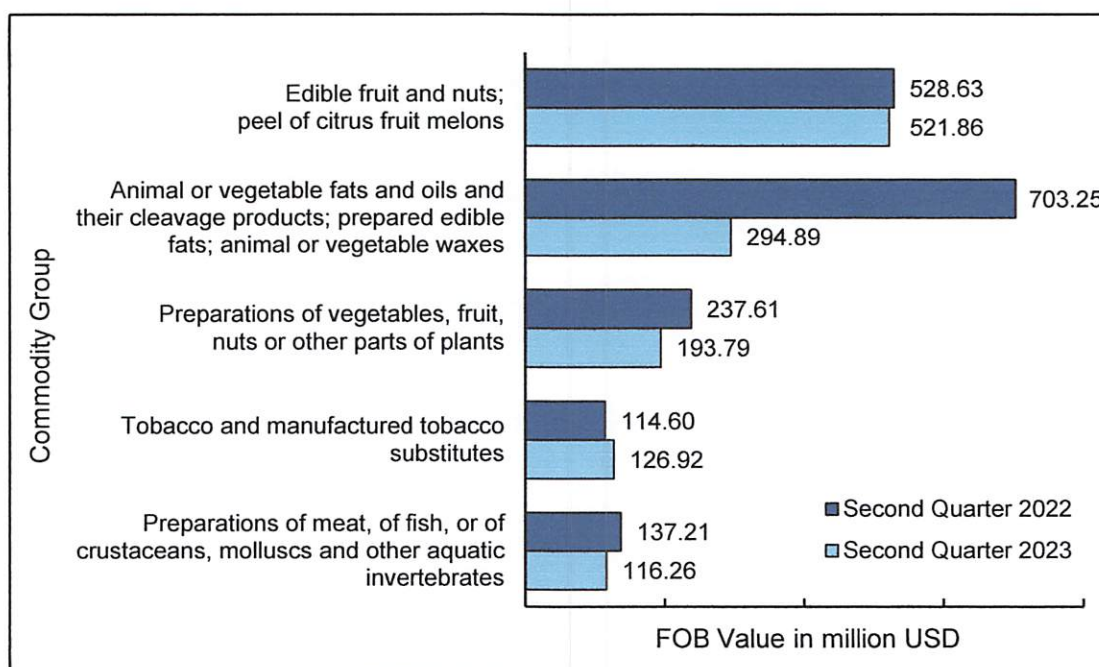 Commodity Group
Edible fruit and nuts;
peel of citrus fruit melons
528.63
521.86
Animal or vegetable fats and oils and
their cleavage products; prepared edible
fats; animal or vegetable waxes
703.25
294.89
Preparations of vegetables, fruit,
nuts or other parts of plants
237.61
193.79
Tobacco and manufactured tobacco
substitutes
114.60
126.92
Preparations of meat, of fish, or of
crustaceans, molluscs and other aquatic
invertebrates
137.21
116.26
Second Quarter 2022
Second Quarter 2023
FOB Value in million USD